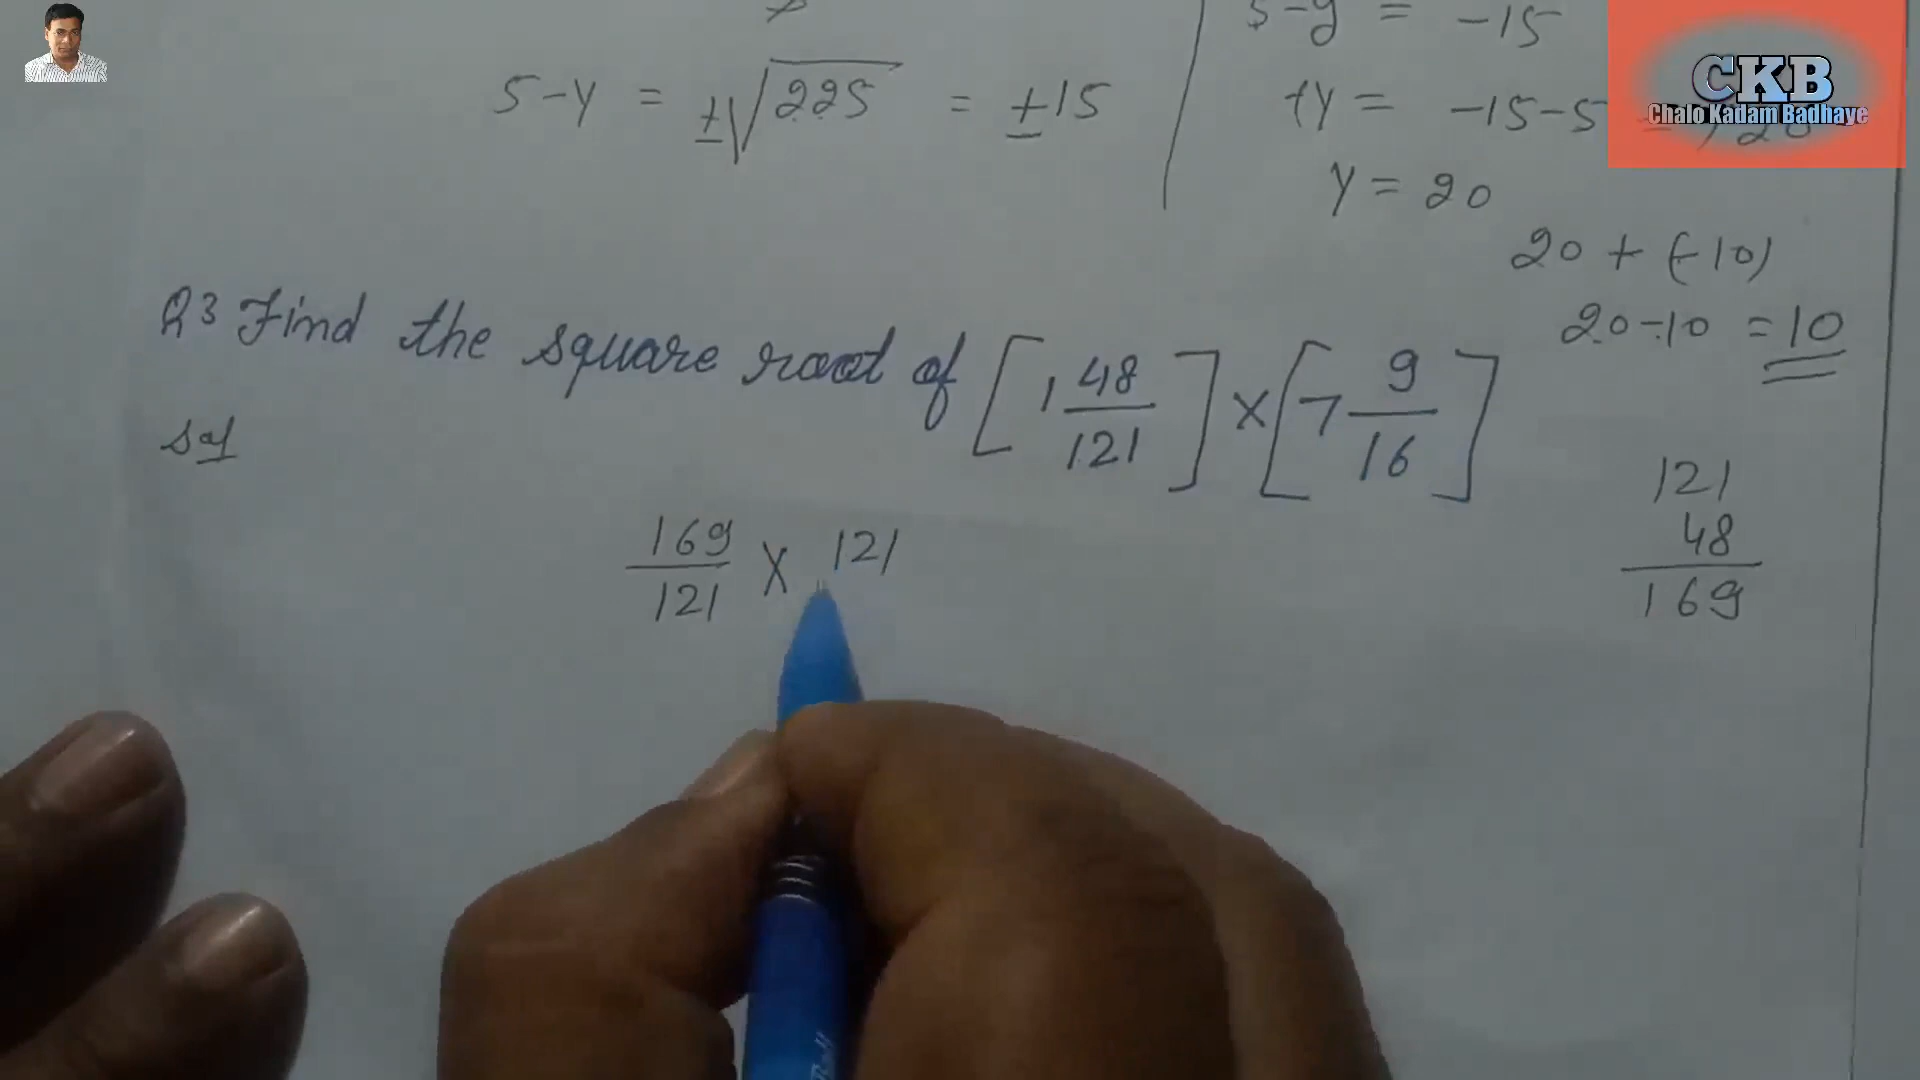 5-y = ±√225 = ±15
5-y = -15
+y = -15-5
y = 20
20 + (-10)
20-10 = 10
CKB
Chalo Kadam Badhaye
Q3 Find the square root of [1 48/121] × [7 9/16]
Sol
169/121 × 121
121
48
169